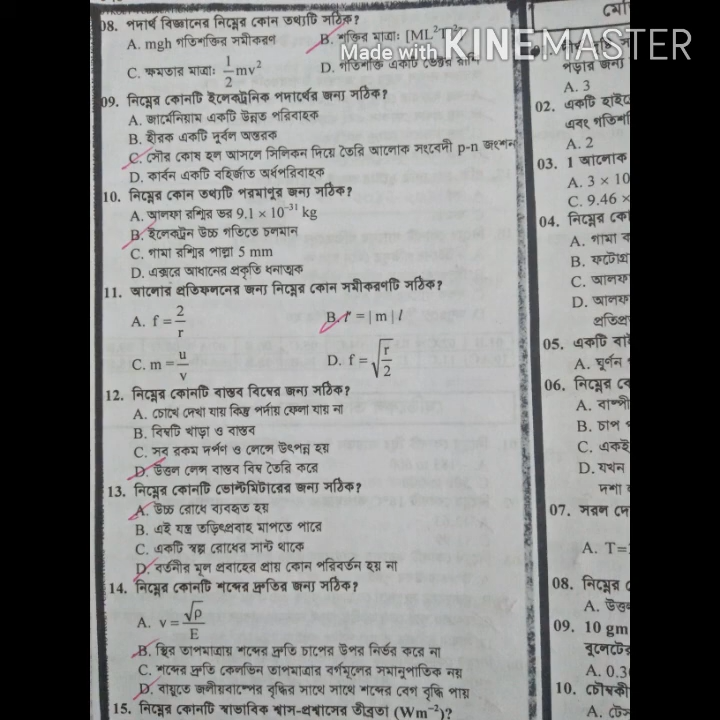 08. পদার্থ বিজ্ঞানের নিম্নের কোন তথ্যটি সঠিক?
A. mgh গতিশক্তির সমীকরণ
B. শক্তির মাত্রা: [ML²T⁻²
Made with KINEMASTER
C. ক্ষমতার মাত্রা: 1/2 mv²
D. গতিশক্তি একটি ভেক্টর রাশি
09. নিম্নের কোনটি ইলেকট্রনিক পদার্থের জন্য সঠিক?
A. জার্মেনিয়াম একটি উন্নত পরিবাহক
B. হীরক একটি দুর্বল অন্তরক
C. সৌর কোষ হল আসলে সিলিকন দিয়ে তৈরি আলোক সংবেদী p-n জংশন
D. কার্বন একটি বহির্জাত অর্ধপরিবাহক
10. নিম্নের কোন তথ্যটি পরমাণুর জন্য সঠিক?
A. আলফা রশ্মির ভর 9.1 × 10⁻³¹ kg
B. ইলেকট্রন উচ্চ গতিতে চলমান
C. গামা রশ্মির পাল্লা 5 mm
D. এক্সরে আধানের প্রকৃতি ধনাত্মক
11. আলোর প্রতিফলনের জন্য নিম্নের কোন সমীকরণটি সঠিক?
A. f = 2/r
B. l' = |m| l
C. m = u/v
D. f = √(r/2)
12. নিম্নের কোনটি বাস্তব বিম্বের জন্য সঠিক?
A. চোখে দেখা যায় কিন্তু পর্দায় ফেলা যায় না
B. বিম্বটি খাড়া ও বাস্তব
C. সব রকম দর্পণ ও লেন্সে উৎপন্ন হয়
D. উত্তল লেন্স বাস্তব বিম্ব তৈরি করে
13. নিম্নের কোনটি ভোল্টমিটারের জন্য সঠিক?
A. উচ্চ রোধে ব্যবহৃত হয়
B. এই যন্ত্র তড়িৎপ্রবাহ মাপতে পারে
C. একটি স্বল্প রোধের সান্ট থাকে
D. বর্তনীর মূল প্রবাহের প্রায় কোন পরিবর্তন হয় না
14. নিম্নের কোনটি শব্দের দ্রুতির জন্য সঠিক?
A. v = √ρ/E
B. স্থির তাপমাত্রায় শব্দের দ্রুতি চাপের উপর নির্ভর করে না
C. শব্দের দ্রুতি কেলভিন তাপমাত্রার বর্গমূলের সমানুপাতিক নয়
D. বায়ুতে জলীয়বাষ্পের বৃদ্ধির সাথে সাথে শব্দের বেগ বৃদ্ধি পায়
15. নিম্নের কোনটি স্বাভাবিক শ্বাস-প্রশ্বাসের তীব্রতা (Wm⁻²)?
পড়ার জন্য
A. 3
02. একটি হাইে
এবং গতিশ
A. 2
03. 1 আলোক
A. 3 × 10
C. 9.46 ×
04. নিম্নের কো
A. গামা
B. ফটোগ্র
C. আলফ
D. আলফ
প্রতিপ্র
05. একটি বা
A. ঘূর্ণন
06. নিম্নের
A. বাষ্পী
B. চাপ
C. একই
D. যখন
দশা
07. সরল দো
A. T=
08. নিম্নের
A. উত্ত
09. 10 gm
বুলেটের
A. 0.3
10. চৌম্বকী
A. টে